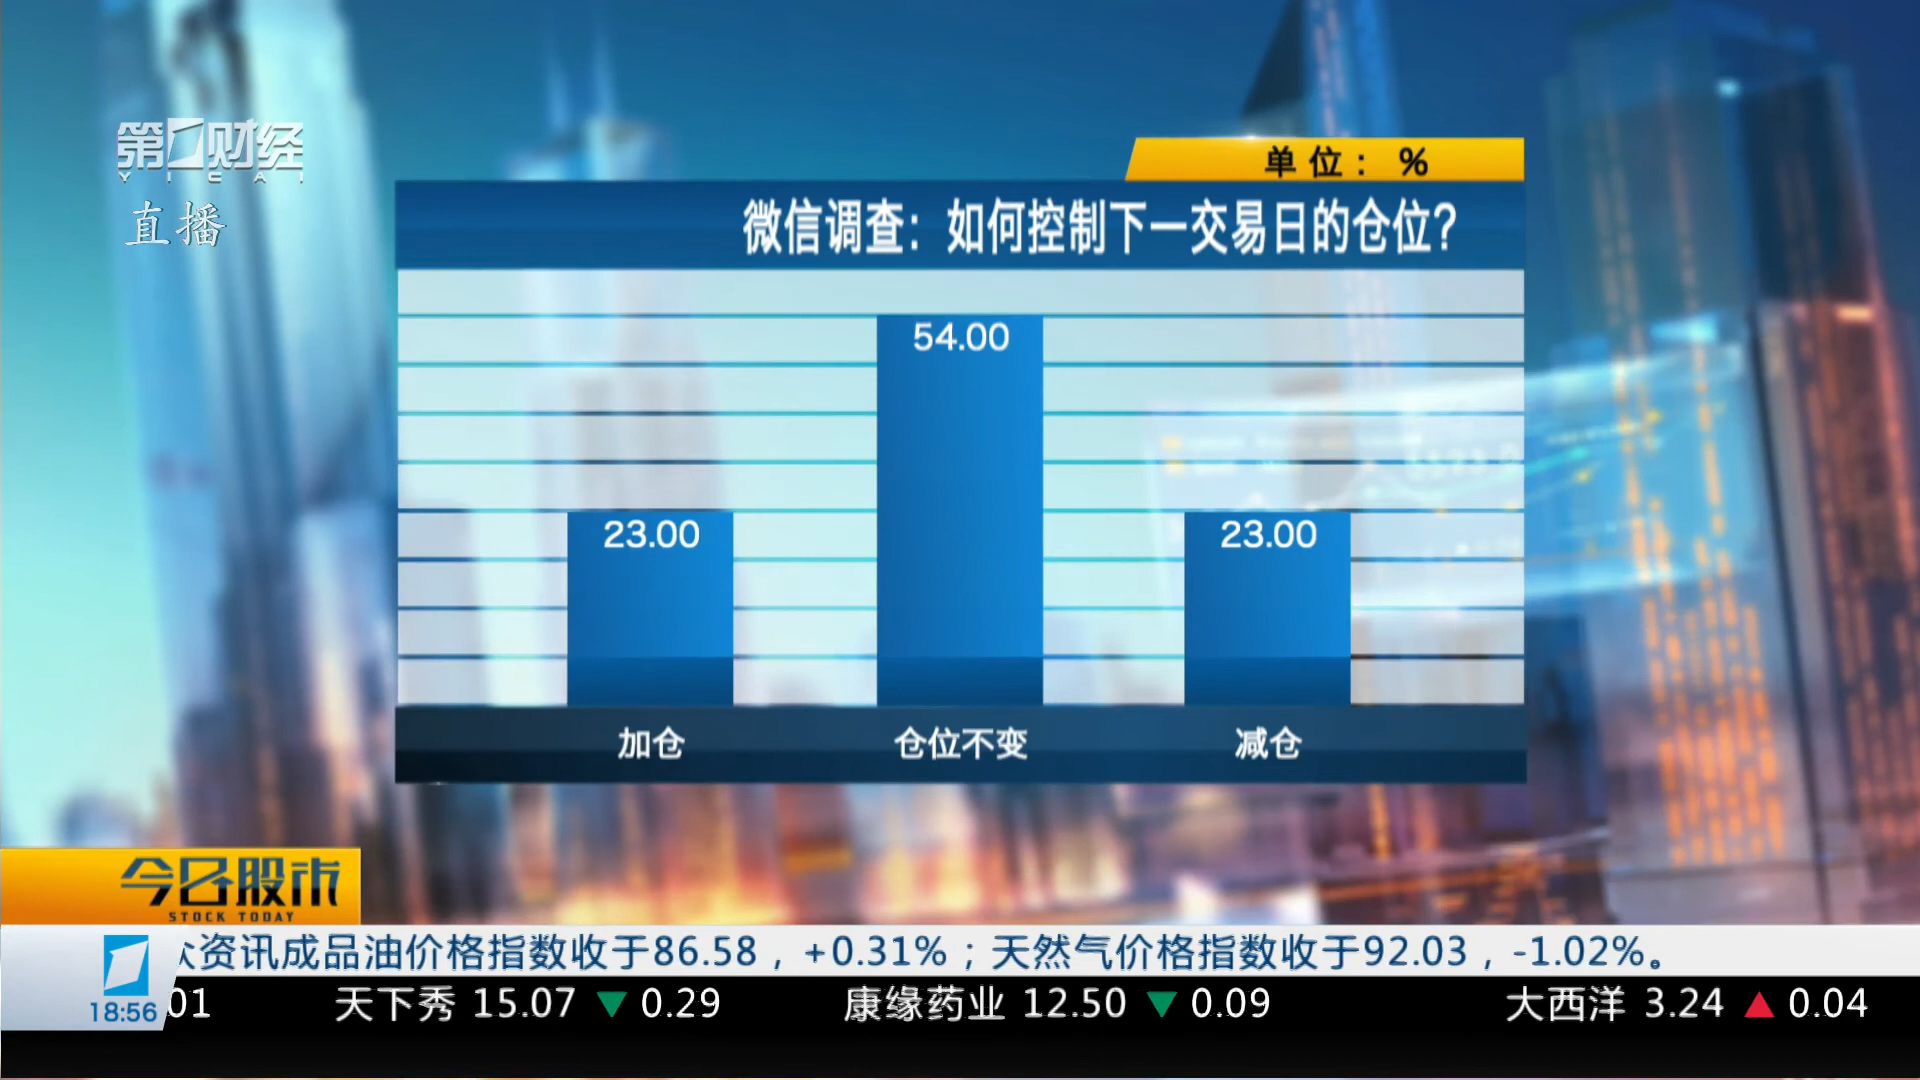 第1财经
YICAI
直播
单位：%
微信调查：如何控制下一交易日的仓位？
54.00
23.00
23.00
加仓
仓位不变
减仓
今日股市
STOCK TODAY
资讯成品油价格指数收于86.58，+0.31%；天然气价格指数收于92.03，-1.02%。
18:56
01 天下秀 15.07 ▼ 0.29 康缘药业 12.50 ▼ 0.09 大西洋 3.24 ▲ 0.04